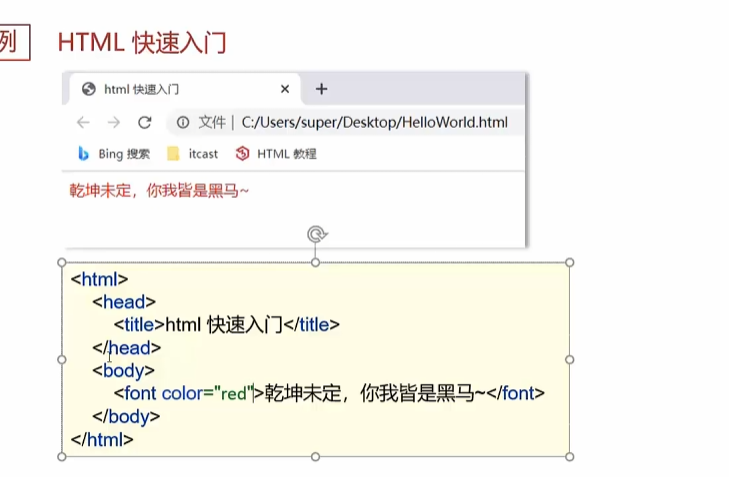 例 HTML 快速入门
html 快速入门
文件 | C:/Users/super/Desktop/HelloWorld.html
Bing 搜索 itcast HTML 教程
乾坤未定，你我皆是黑马~
<html>
<head>
<title>html 快速入门</title>
</head>
<body>
<font color="red">乾坤未定，你我皆是黑马~</font>
</body>
</html>